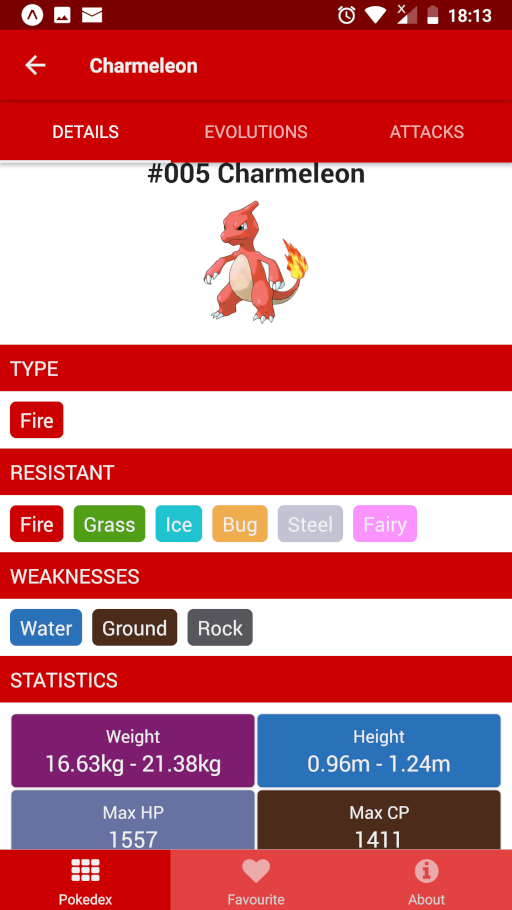 18:13
Charmeleon
DETAILS EVOLUTIONS ATTACKS
#005 Charmeleon
TYPE
Fire
RESISTANT
Fire Grass Ice Bug Steel Fairy
WEAKNESSES
Water Ground Rock
STATISTICS
Weight Height
16.63kg - 21.38kg 0.96m - 1.24m
Max HP Max CP
1557 1411
Pokedex Favourite About